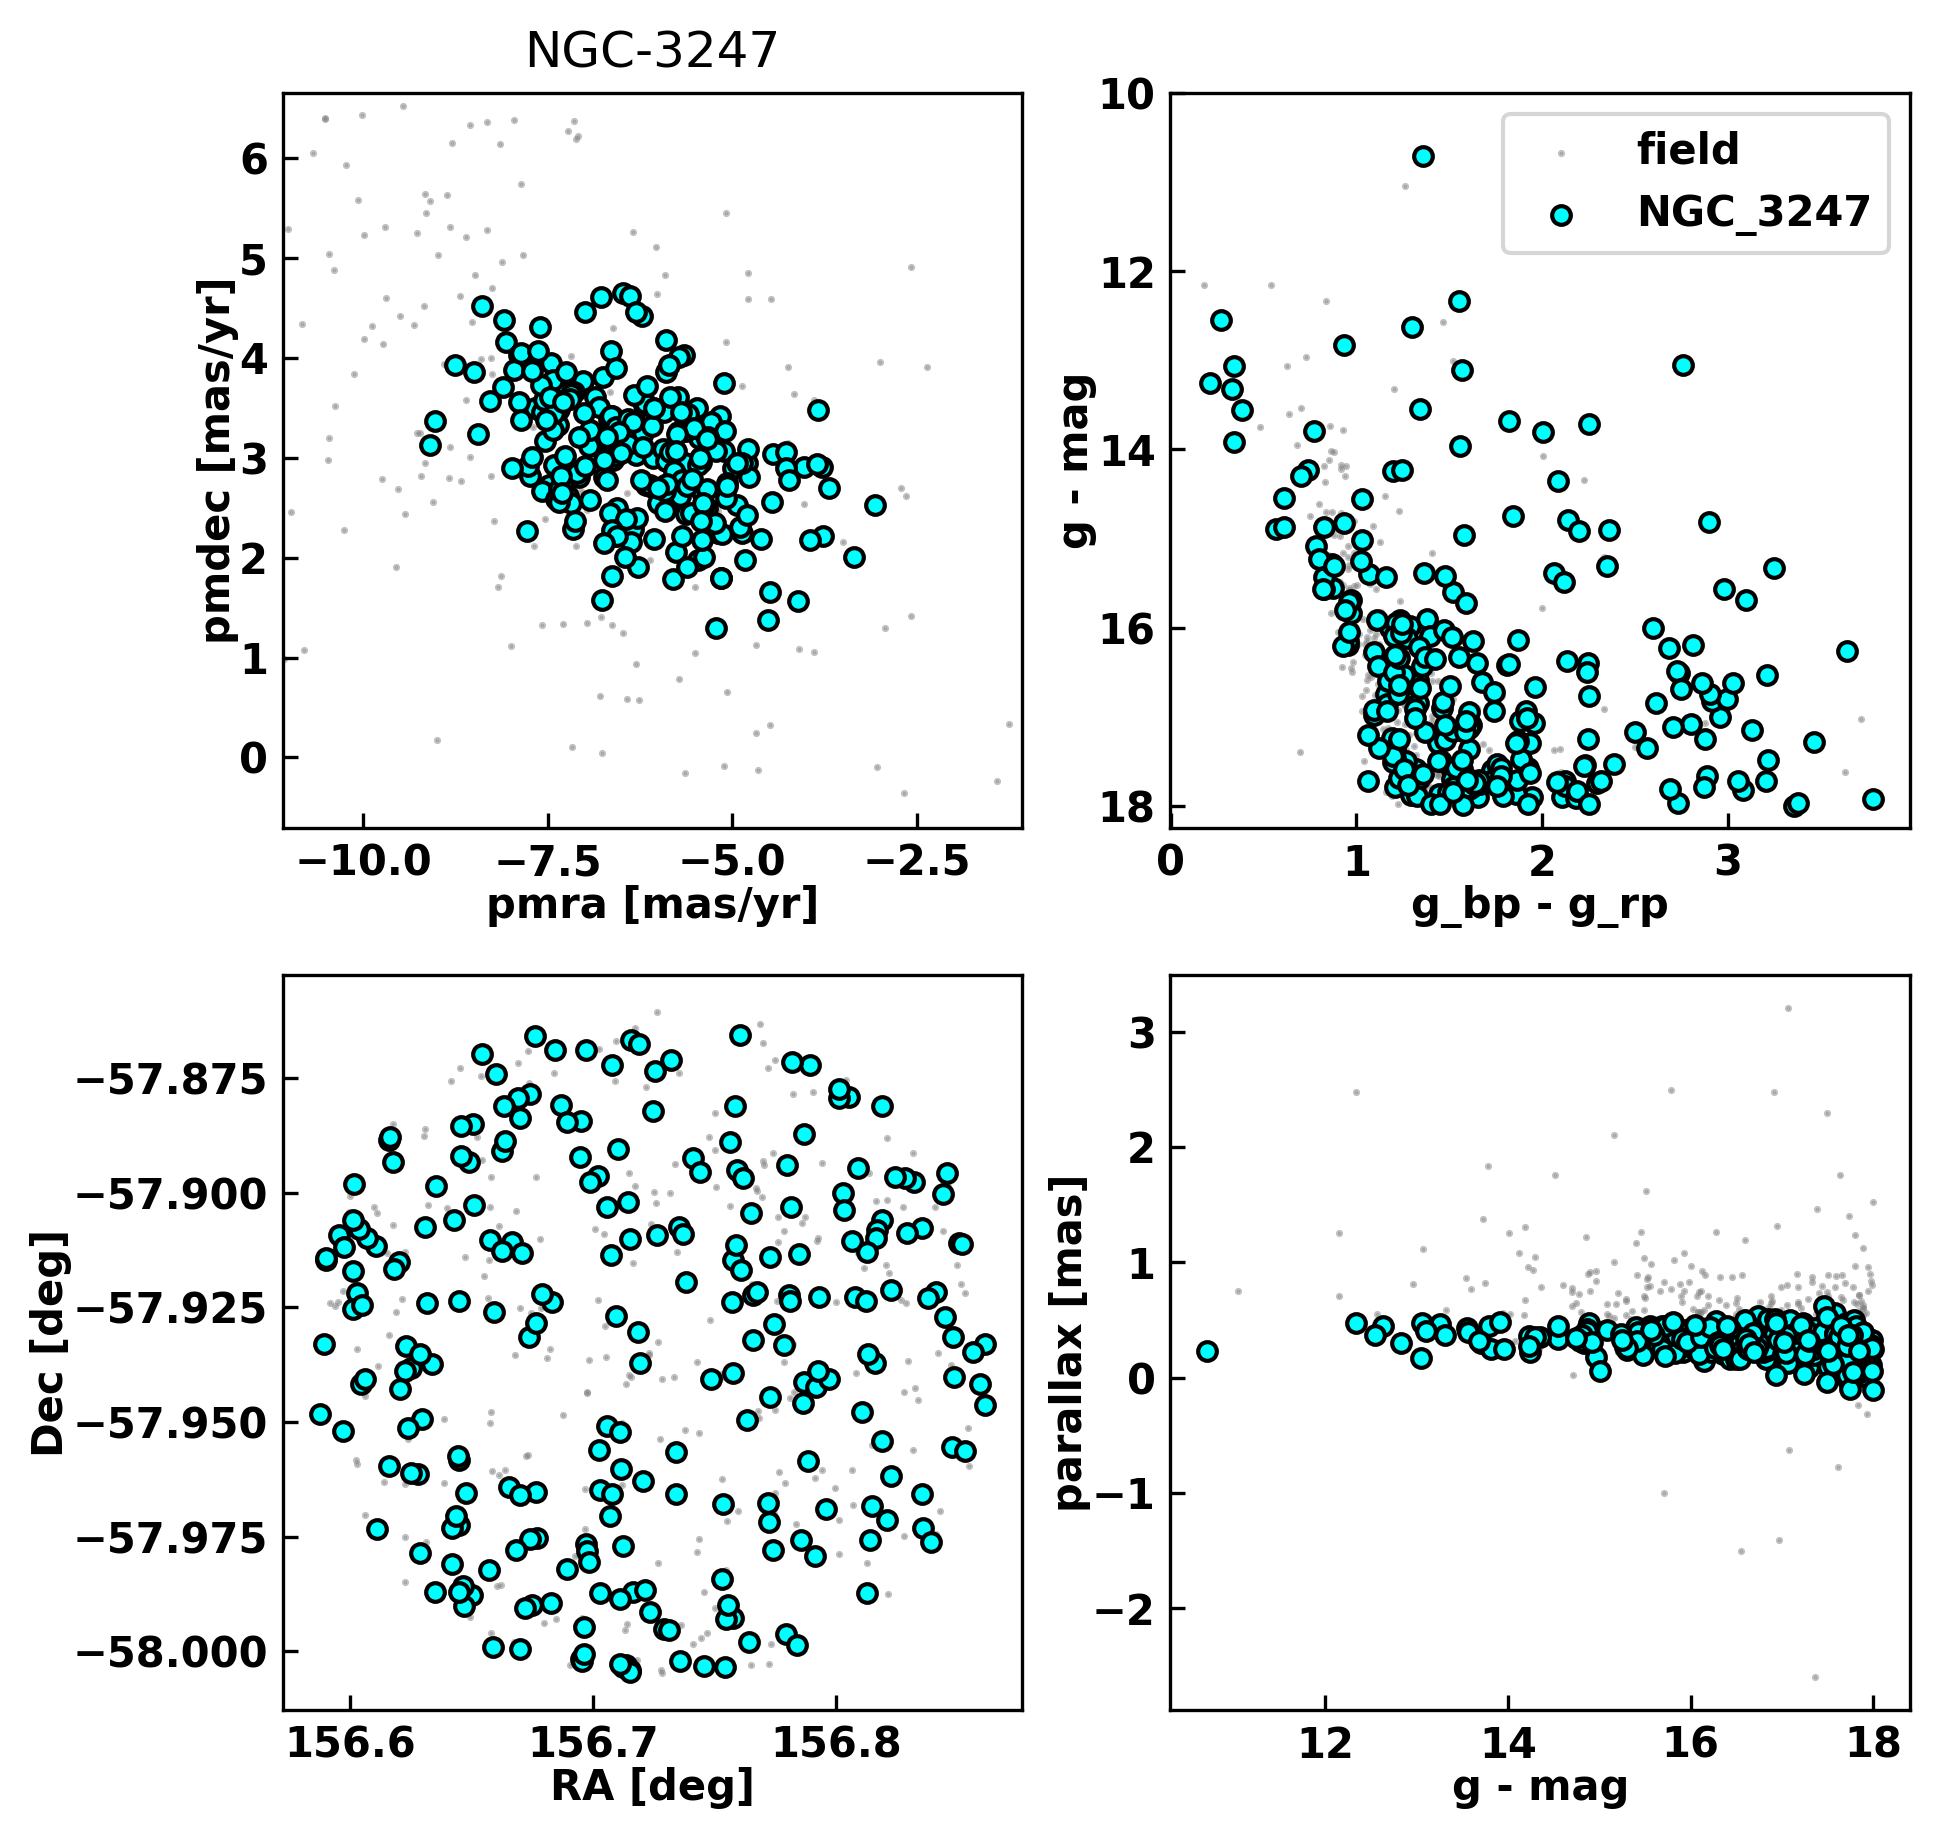 NGC-3247
6
5
4
3
2
1
0
pmdec [mas/yr]
−10.0 −7.5 −5.0 −2.5
pmra [mas/yr]
10
12
14
16
18
g - mag
field
NGC_3247
0 1 2 3
g_bp - g_rp
−57.875
−57.900
−57.925
−57.950
−57.975
−58.000
Dec [deg]
156.6 156.7 156.8
RA [deg]
3
2
1
0
−1
−2
parallax [mas]
12 14 16 18
g - mag